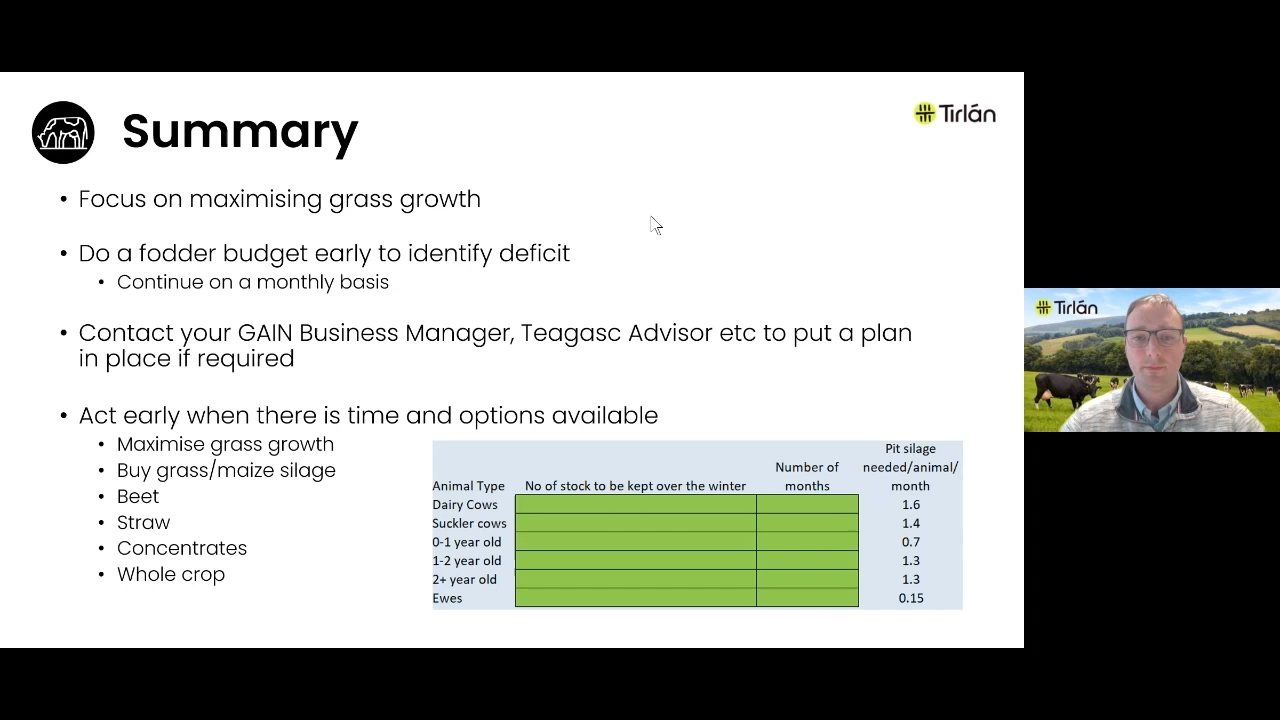 Summary
Tirlán
• Focus on maximising grass growth
• Do a fodder budget early to identify deficit
• Continue on a monthly basis
• Contact your GAIN Business Manager, Teagasc Advisor etc to put a plan
in place if required
• Act early when there is time and options available
• Maximise grass growth
• Buy grass/maize silage
• Beet
• Straw
• Concentrates
• Whole crop
Animal Type No of stock to be kept over the winter Number of months Pit silage needed/animal/month
Dairy Cows 1.6
Suckler cows 1.4
0-1 year old 0.7
1-2 year old 1.3
2+ year old 1.3
Ewes 0.15
Tirlán